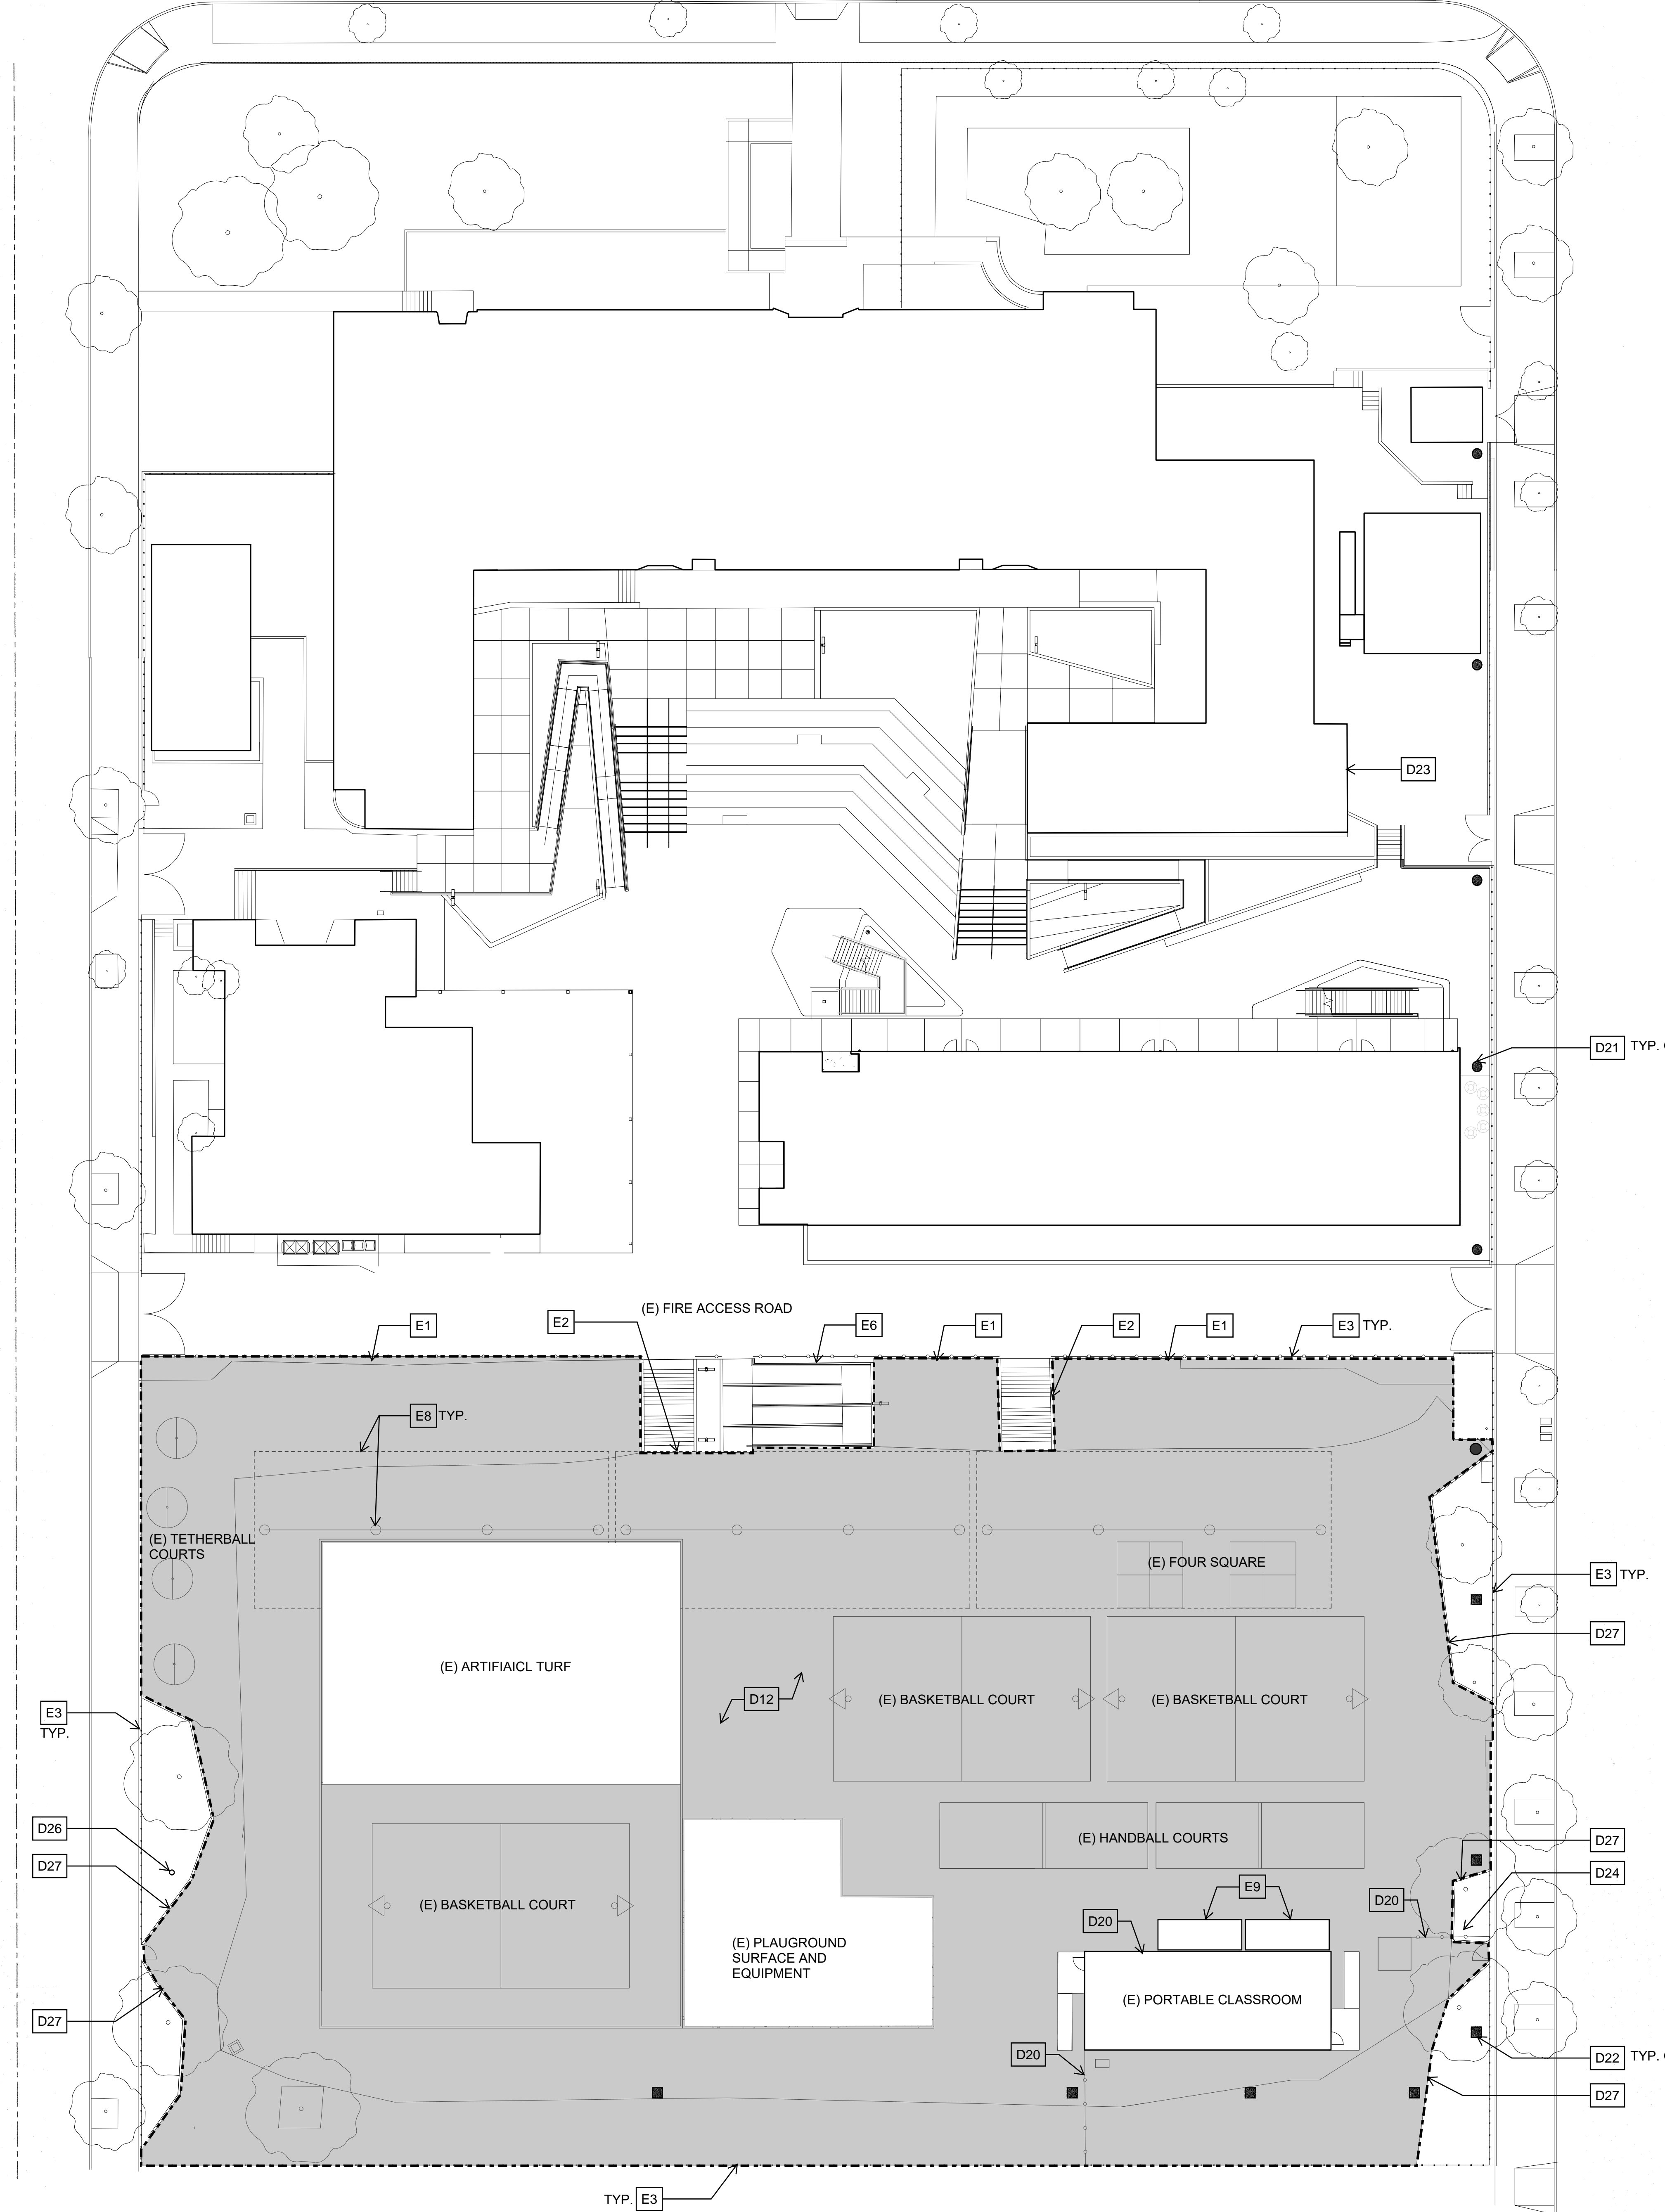 D23
D21 TYP.
(E) FIRE ACCESS ROAD
E1
E2
E6
E1
E2
E1
E3 TYP.
E8 TYP.
(E) TETHERBALL
COURTS
(E) FOUR SQUARE
E3 TYP.
D27
(E) ARTIFIAICL TURF
D12
(E) BASKETBALL COURT
(E) BASKETBALL COURT
E3
TYP.
D26
D27
(E) HANDBALL COURTS
D27
D24
E9
D20
D20
(E) BASKETBALL COURT
(E) PLAUGROUND
SURFACE AND
EQUIPMENT
(E) PORTABLE CLASSROOM
D27
D20
D22 TYP.
D27
TYP. E3